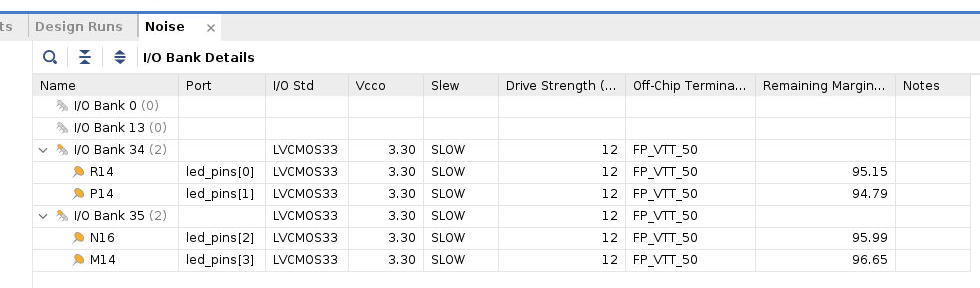 ts Design Runs Noise ×
I/O Bank Details
Name Port I/O Std Vcco Slew Drive Strength (... Off-Chip Termina... Remaining Margin... Notes
I/O Bank 0 (0)
I/O Bank 13 (0)
I/O Bank 34 (2) LVCMOS33 3.30 SLOW 12 FP_VTT_50
R14 led_pins[0] LVCMOS33 3.30 SLOW 12 FP_VTT_50 95.15
P14 led_pins[1] LVCMOS33 3.30 SLOW 12 FP_VTT_50 94.79
I/O Bank 35 (2) LVCMOS33 3.30 SLOW 12 FP_VTT_50
N16 led_pins[2] LVCMOS33 3.30 SLOW 12 FP_VTT_50 95.99
M14 led_pins[3] LVCMOS33 3.30 SLOW 12 FP_VTT_50 96.65